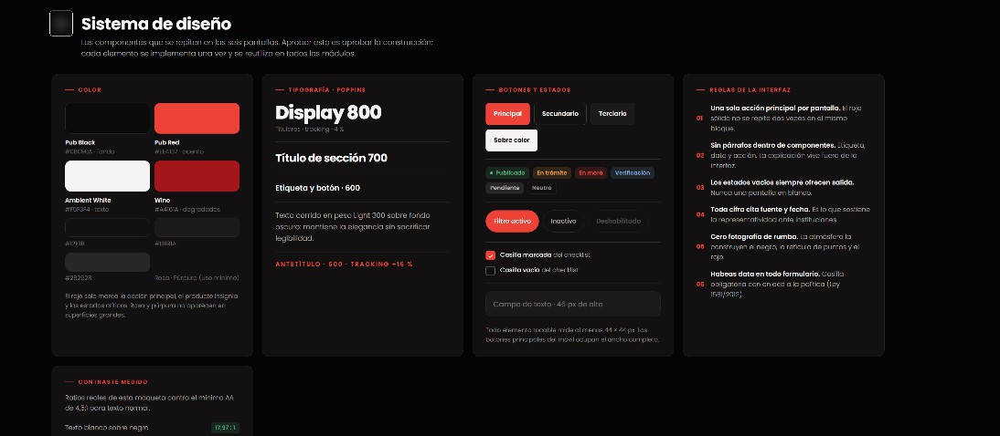 Sistema de diseño
Los componentes que se repiten en las seis pantallas. Aprobar esto es aprobar la construcción:
cada elemento se implementa una vez y se reutiliza en todos los módulos.
COLOR
Pub Black
#0B090A · fondo
Pub Red
#EF4137 · acento
Ambient White
#F5F3F4 · texto
Wine
#A4161A · degradados
#121011
#1B191A
#2B292B
Rosa · Púrpura (uso mínimo)
El rojo solo marca la acción principal, el producto insignia
y los estados críticos. Rosa y púrpura no aparecen en
superficies grandes.
TIPOGRAFÍA · POPPINS
Display 800
Titulares · tracking -4 %
Título de sección 700
Etiqueta y botón · 600
Texto corrido en peso Light 300 sobre fondo
oscuro: mantiene la elegancia sin sacrificar
legibilidad.
ANTETÍTULO · 600 · TRACKING +16 %
BOTONES Y ESTADOS
Principal
Secundario
Terciario
Sobre color
Publicado
En trámite
En mora
Verificación
Pendiente
Neutro
Filtro activo
Inactivo
Deshabilitado
Casilla marcada del checklist
Casilla vacía del checklist
Campo de texto · 46 px de alto
Todo elemento tocable mide al menos 44 × 44 px. Los
botones principales del móvil ocupan el ancho completo.
REGLAS DE LA INTERFAZ
01 Una sola acción principal por pantalla. El rojo
sólido no se repite dos veces en el mismo
bloque.
02 Sin párrafos dentro de componentes. Etiqueta,
dato y acción. La explicación vive fuera de la
interfaz.
03 Los estados vacíos siempre ofrecen salida.
Nunca una pantalla en blanco.
04 Toda cifra cita fuente y fecha. Es lo que sostiene
la representatividad ante instituciones.
05 Cero fotografía de rumba. La atmósfera la
construyen el negro, la retícula de puntos y el
rojo.
06 Habeas data en todo formulario. Casilla
obligatoria con enlace a la política (Ley
1581/2012).
CONTRASTE MEDIDO
Ratios reales de esta maqueta contra el mínimo AA
de 4,5:1 para texto normal.
Texto blanco sobre negro
17,97 : 1